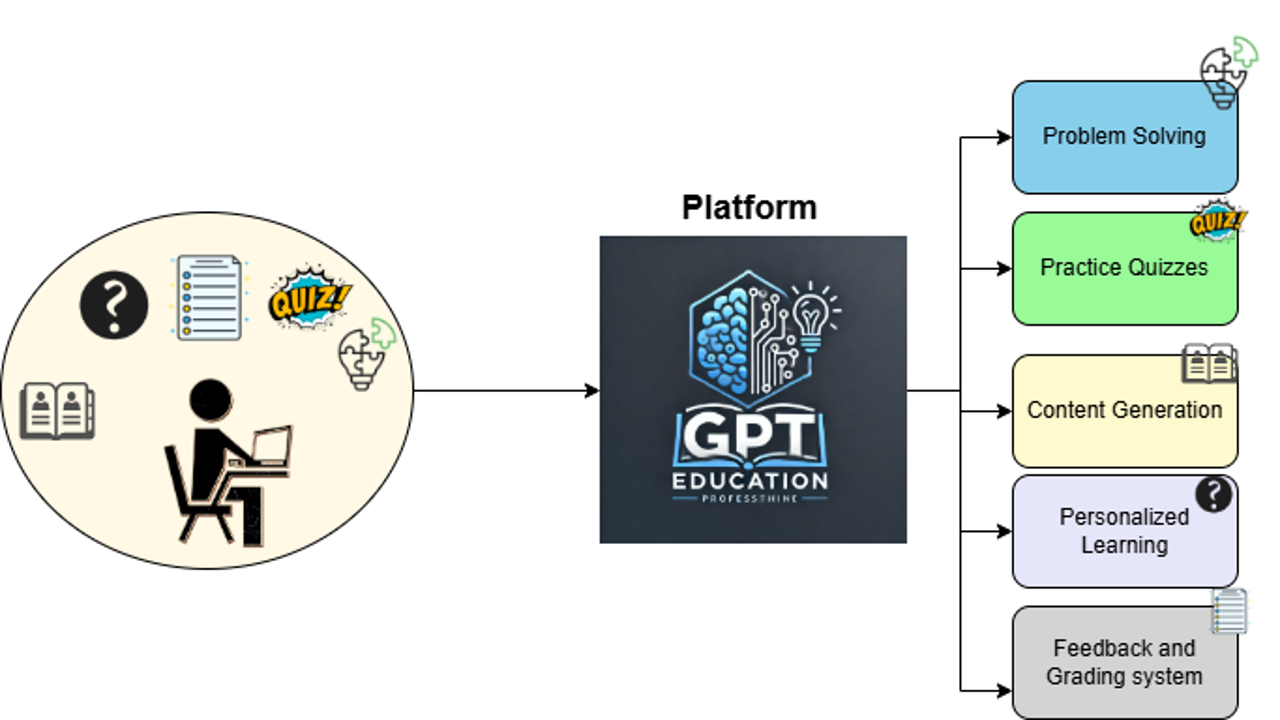 QUIZ!
Platform
GPT
EDUCATION
PROFESSTHINE
Problem Solving
QUIZ!
Practice Quizzes
Content Generation
Personalized
Learning
Feedback and
Grading system